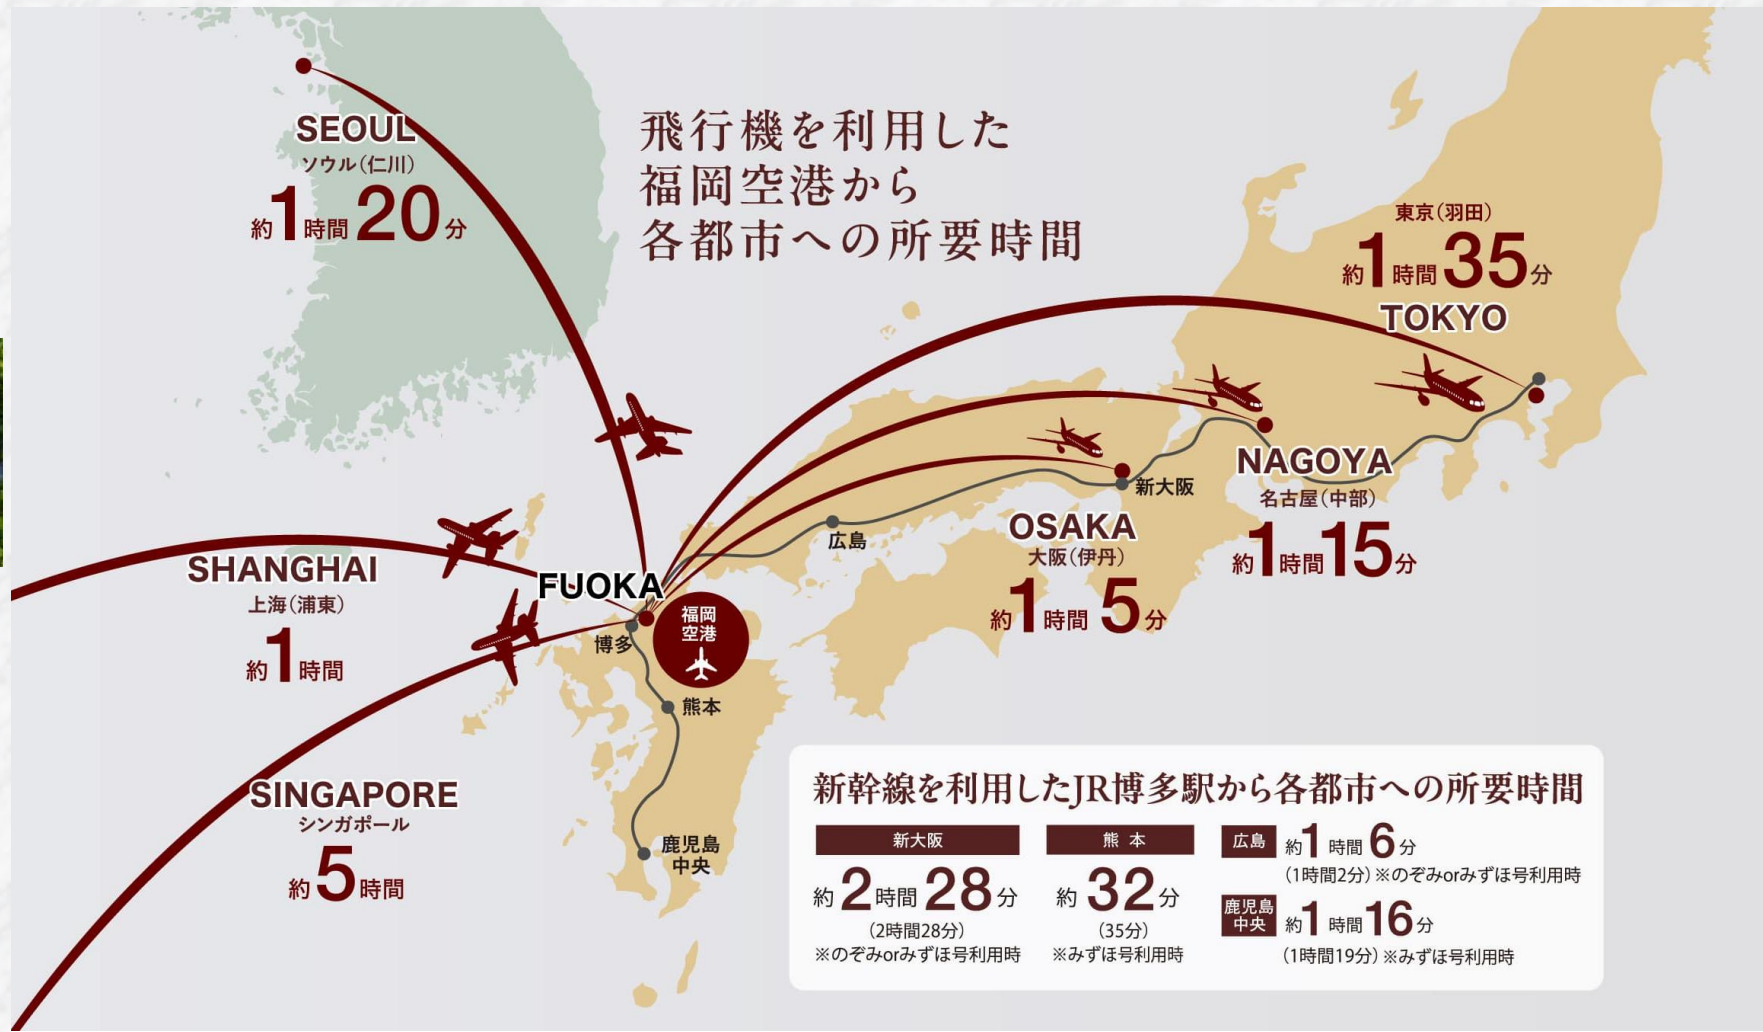 飛行機を利用した
福岡空港から
各都市への所要時間
SEOUL
ソウル（仁川）
約1時間20分
東京（羽田）
約1時間35分
TOKYO
NAGOYA
名古屋（中部）
約1時間15分
新大阪
OSAKA
大阪（伊丹）
約1時間5分
広島
SHANGHAI
上海（浦東）
約1時間
FUOKA
福岡
空港
博多
熊本
鹿児島
中央
SINGAPORE
シンガポール
約5時間
新幹線を利用したJR博多駅から各都市への所要時間
新大阪
約2時間28分
（2時間28分）
※のぞみorみずほ号利用時
熊本
約32分
（35分）
※みずほ号利用時
広島 約1時間6分
（1時間2分）※のぞみorみずほ号利用時
鹿児島
中央 約1時間16分
（1時間19分）※みずほ号利用時